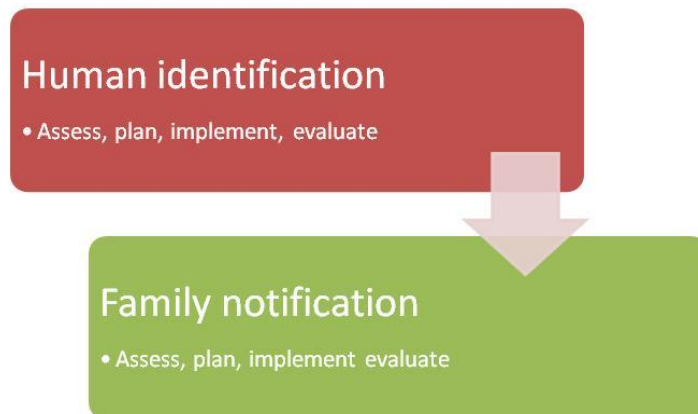 Human identification
• Assess, plan, implement, evaluate
Family notification
• Assess, plan, implement evaluate